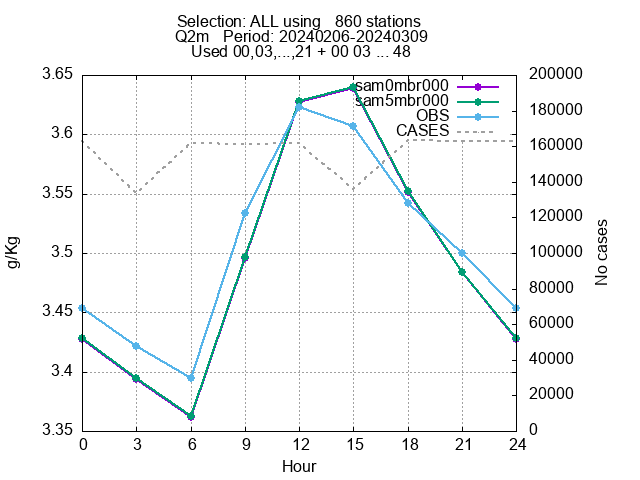 Selection: ALL using   860 stations
Q2m   Period: 20240206-20240309
Used 00,03,...,21 + 00 03 ... 48
3.65
3.6
3.55
3.5
3.45
3.4
3.35
g/Kg
sam0mbr000
sam5mbr000
OBS
CASES
200000
180000
160000
140000
120000
100000
80000
60000
40000
20000
0
No cases
0 3 6 9 12 15 18 21 24
Hour